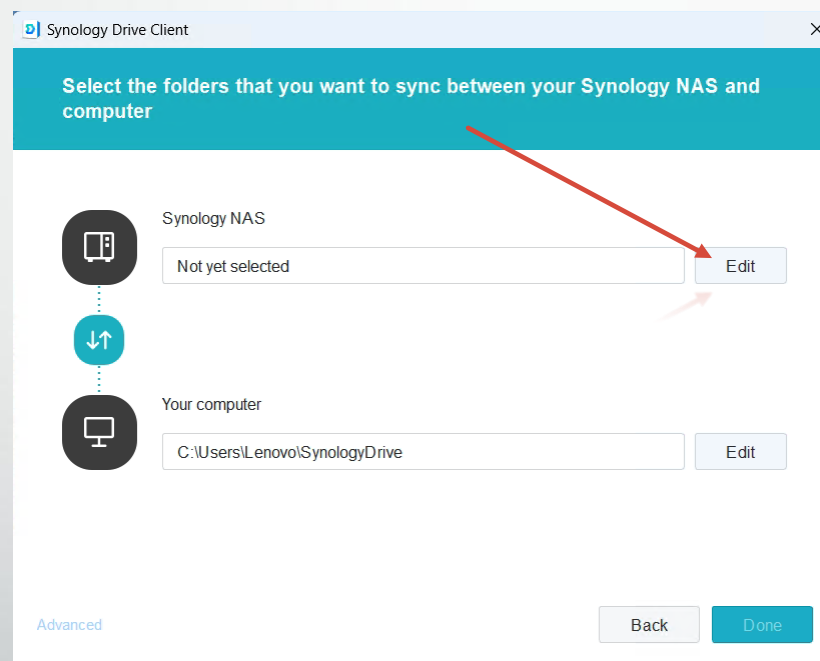 Synology Drive Client
Select the folders that you want to sync between your Synology NAS and
computer
Synology NAS
Not yet selected
Edit
Your computer
C:\Users\Lenovo\SynologyDrive
Edit
Advanced
Back
Done